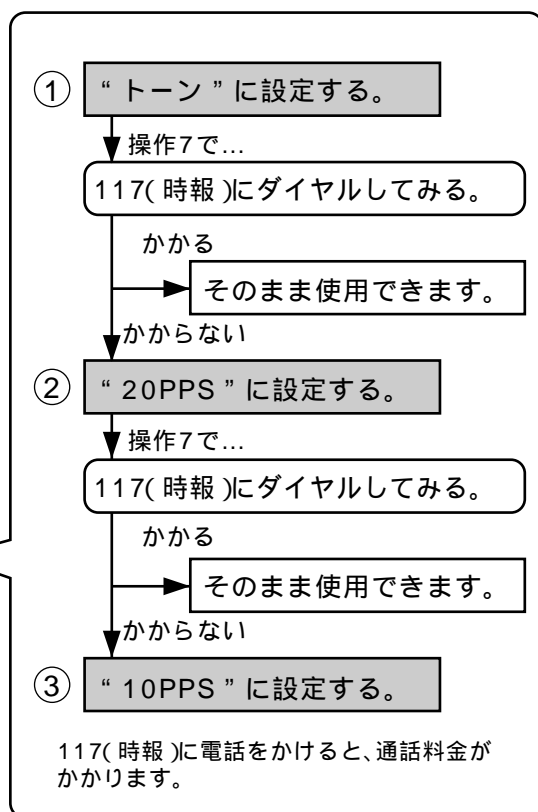 ① “トーン”に設定する。
操作7で...
117(時報)にダイヤルしてみる。
かかる
そのまま使用できます。
かからない
② “20PPS”に設定する。
操作7で...
117(時報)にダイヤルしてみる。
かかる
そのまま使用できます。
かからない
③ “10PPS”に設定する。
117(時報)に電話をかけると、通話料金が
かかります。